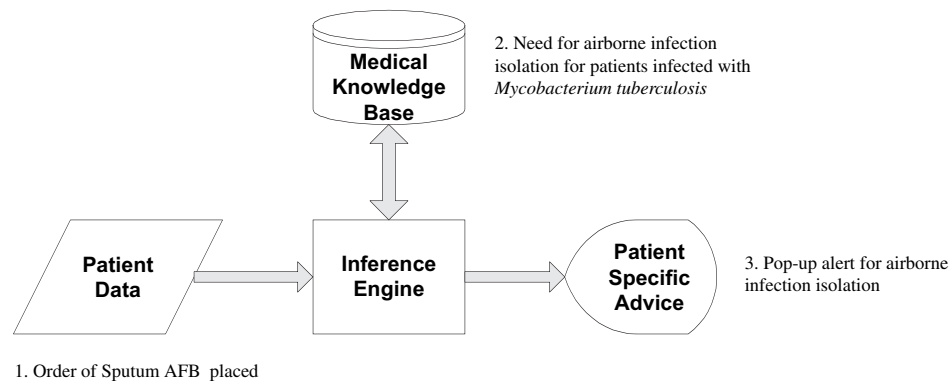 Medical
Knowledge
Base
2. Need for airborne infection
isolation for patients infected with
Mycobacterium tuberculosis
Patient
Data
Inference
Engine
Patient
Specific
Advice
3. Pop-up alert for airborne
infection isolation
1. Order of Sputum AFB placed